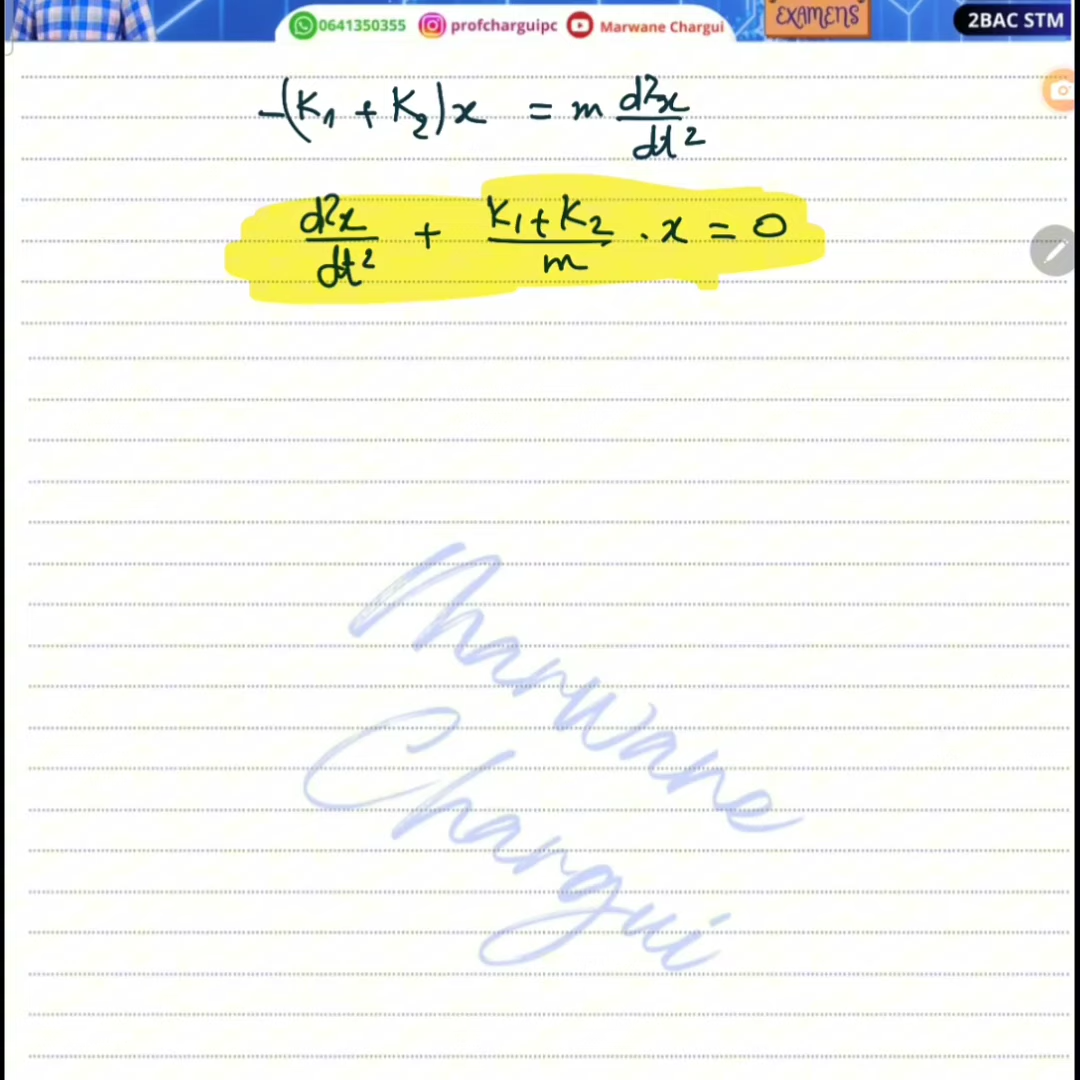 0641350355 profcharguipc Marwane Chargui EXAMENS 2BAC STM
-(K₁ + K₂)x = m d²x/dt²
d²x/dt² + K₁+K₂/m . x = 0
Marwane
Chargui